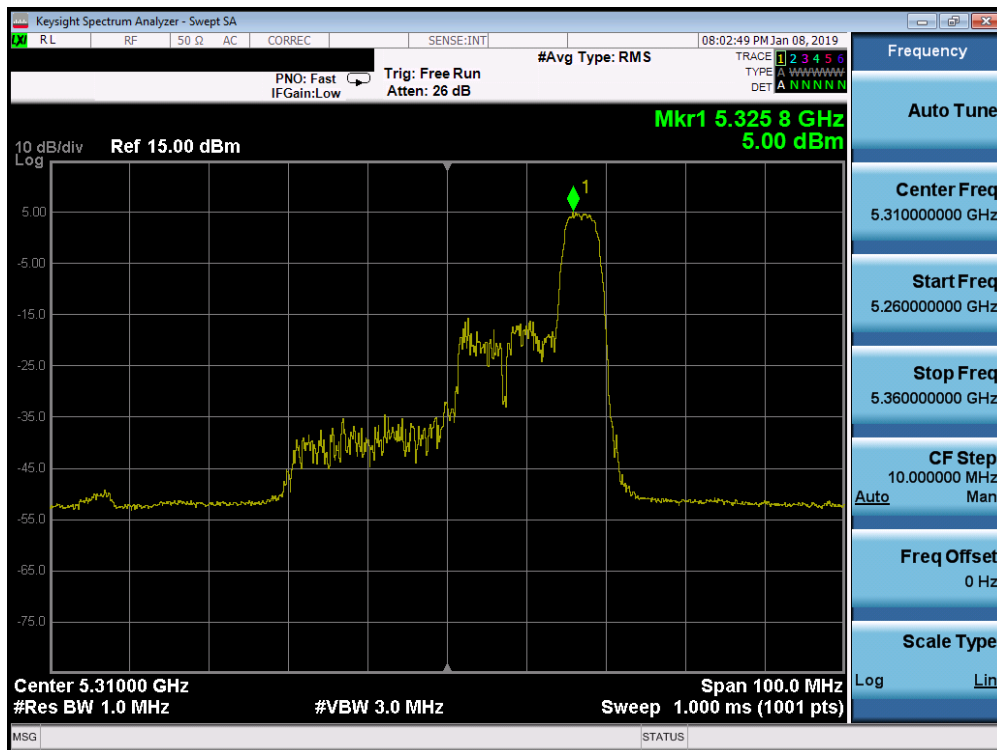 Keysight Spectrum Analyzer - Swept SA
LXI RL RF 50 Ω AC CORREC SENSE:INT 08:02:49 PM Jan 08, 2019
#Avg Type: RMS TRACE 1 2 3 4 5 6
PNO: Fast Trig: Free Run TYPE A WWWWW
IFGain:Low Atten: 26 dB DET A N N N N N
Mkr1 5.325 8 GHz
5.00 dBm
10 dB/div Ref 15.00 dBm
Log
1
5.00
-5.00
-15.0
-25.0
-35.0
-45.0
-55.0
-65.0
-75.0
Center 5.31000 GHz Span 100.0 MHz
#Res BW 1.0 MHz #VBW 3.0 MHz Sweep 1.000 ms (1001 pts)
MSG STATUS
Frequency
Auto Tune
Center Freq
5.310000000 GHz
Start Freq
5.260000000 GHz
Stop Freq
5.360000000 GHz
CF Step
10.000000 MHz
Auto Man
Freq Offset
0 Hz
Scale Type
Log Lin